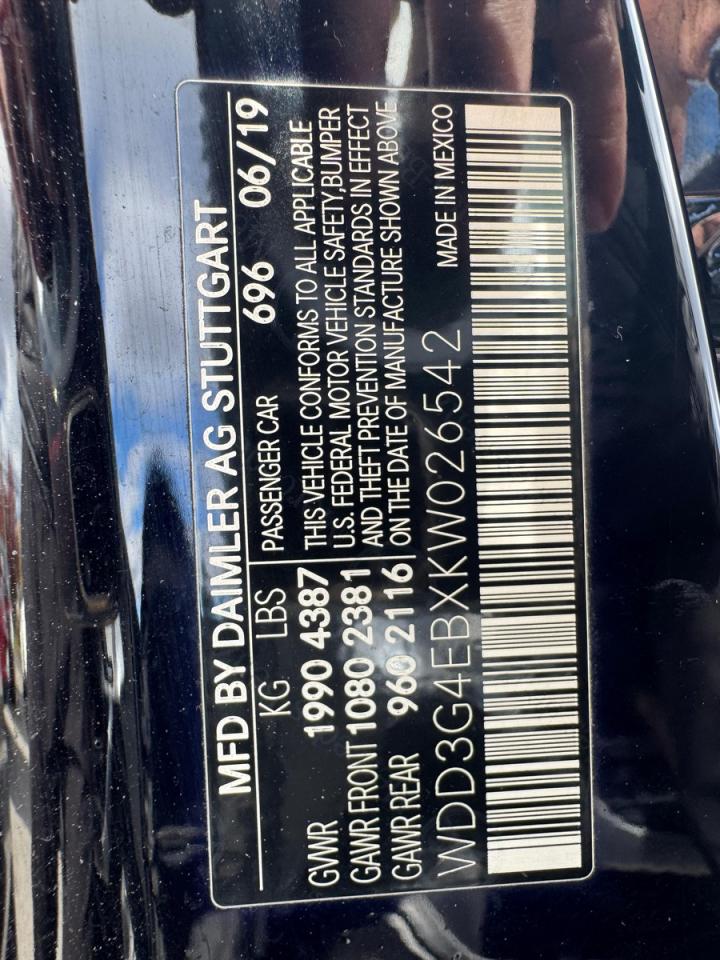 MFD BY DAIMLER AG STUTTGART
KG LBS PASSENGER CAR 696 06/19
GVWR 1990 4387
GAWR FRONT 1080 2381
GAWR REAR 960 2116
THIS VEHICLE CONFORMS TO ALL APPLICABLE
U.S. FEDERAL MOTOR VEHICLE SAFETY,BUMPER
AND THEFT PREVENTION STANDARDS IN EFFECT
ON THE DATE OF MANUFACTURE SHOWN ABOVE
WDD3G4EBXKW026542 MADE IN MEXICO